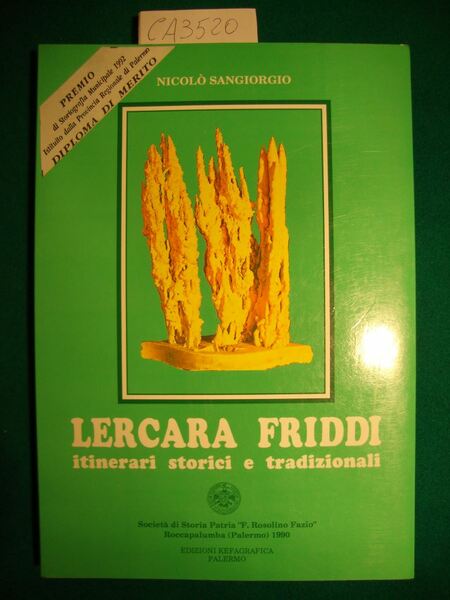 CA3520
PREMIO
di Storiografia Municipale 1992
Istituito dalla Provincia Regionale di Palermo
DIPLOMA DI MERITO
NICOLÒ SANGIORGIO
LERCARA FRIDDI
itinerari storici e tradizionali
Società di Storia Patria "F. Rosolino Fazio"
Roccapalumba (Palermo) 1990
EDIZIONI KEFAGRAFICA
PALERMO